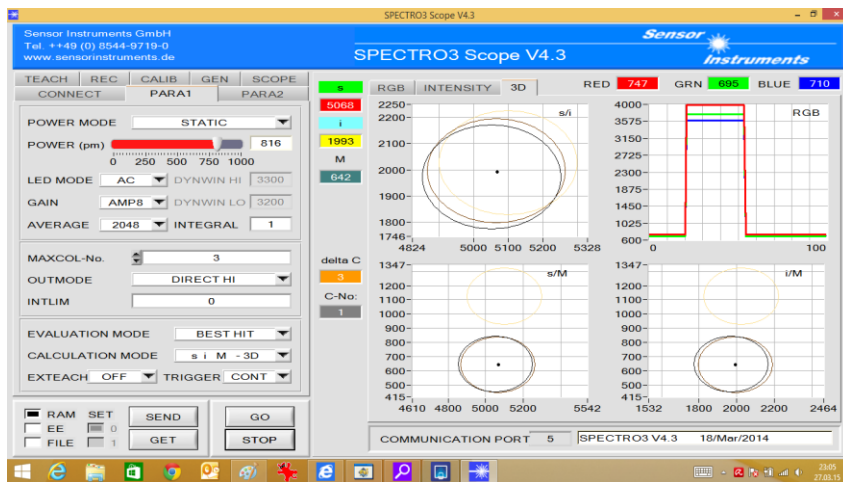 SPECTRO3 Scope V4.3
Sensor Instruments GmbH
Tel. ++49 (0) 8544-9719-0
www.sensorinstruments.de
SPECTRO3 Scope V4.3
Sensor Instruments
TEACH REC CALIB GEN SCOPE
CONNECT PARA1 PARA2
POWER MODE STATIC
POWER (pm) 816
0 250 500 750 1000
LED MODE AC DYNWIN HI 3300
GAIN AMP8 DYNWIN LO 3200
AVERAGE 2048 INTEGRAL 1
MAXCOL-No. 3
OUTMODE DIRECT HI
INTLIM 0
EVALUATION MODE BEST HIT
CALCULATION MODE s i M - 3D
EXTEACH OFF TRIGGER CONT
RAM SET SEND GO
EE 0
FILE 1 GET STOP
s
5068
i
1993
M
642
delta C
3
C-No:
1
RGB INTENSITY 3D RED 747 GRN 695 BLUE 710
s/i
2250
2200
2100
2000
1900
1800
1746
4824 5000 5100 5200 5328
RGB
4000
3575
3150
2725
2300
1875
1450
1025
600
0 100
s/M
1347
1200
1100
1000
900
800
700
600
500
415
4610 4800 5000 5200 5542
i/M
1347
1200
1100
1000
900
800
700
600
500
415
1532 1800 2000 2200 2464
COMMUNICATION PORT 5 SPECTRO3 V4.3 18/Mar/2014
23:05
27.03.15